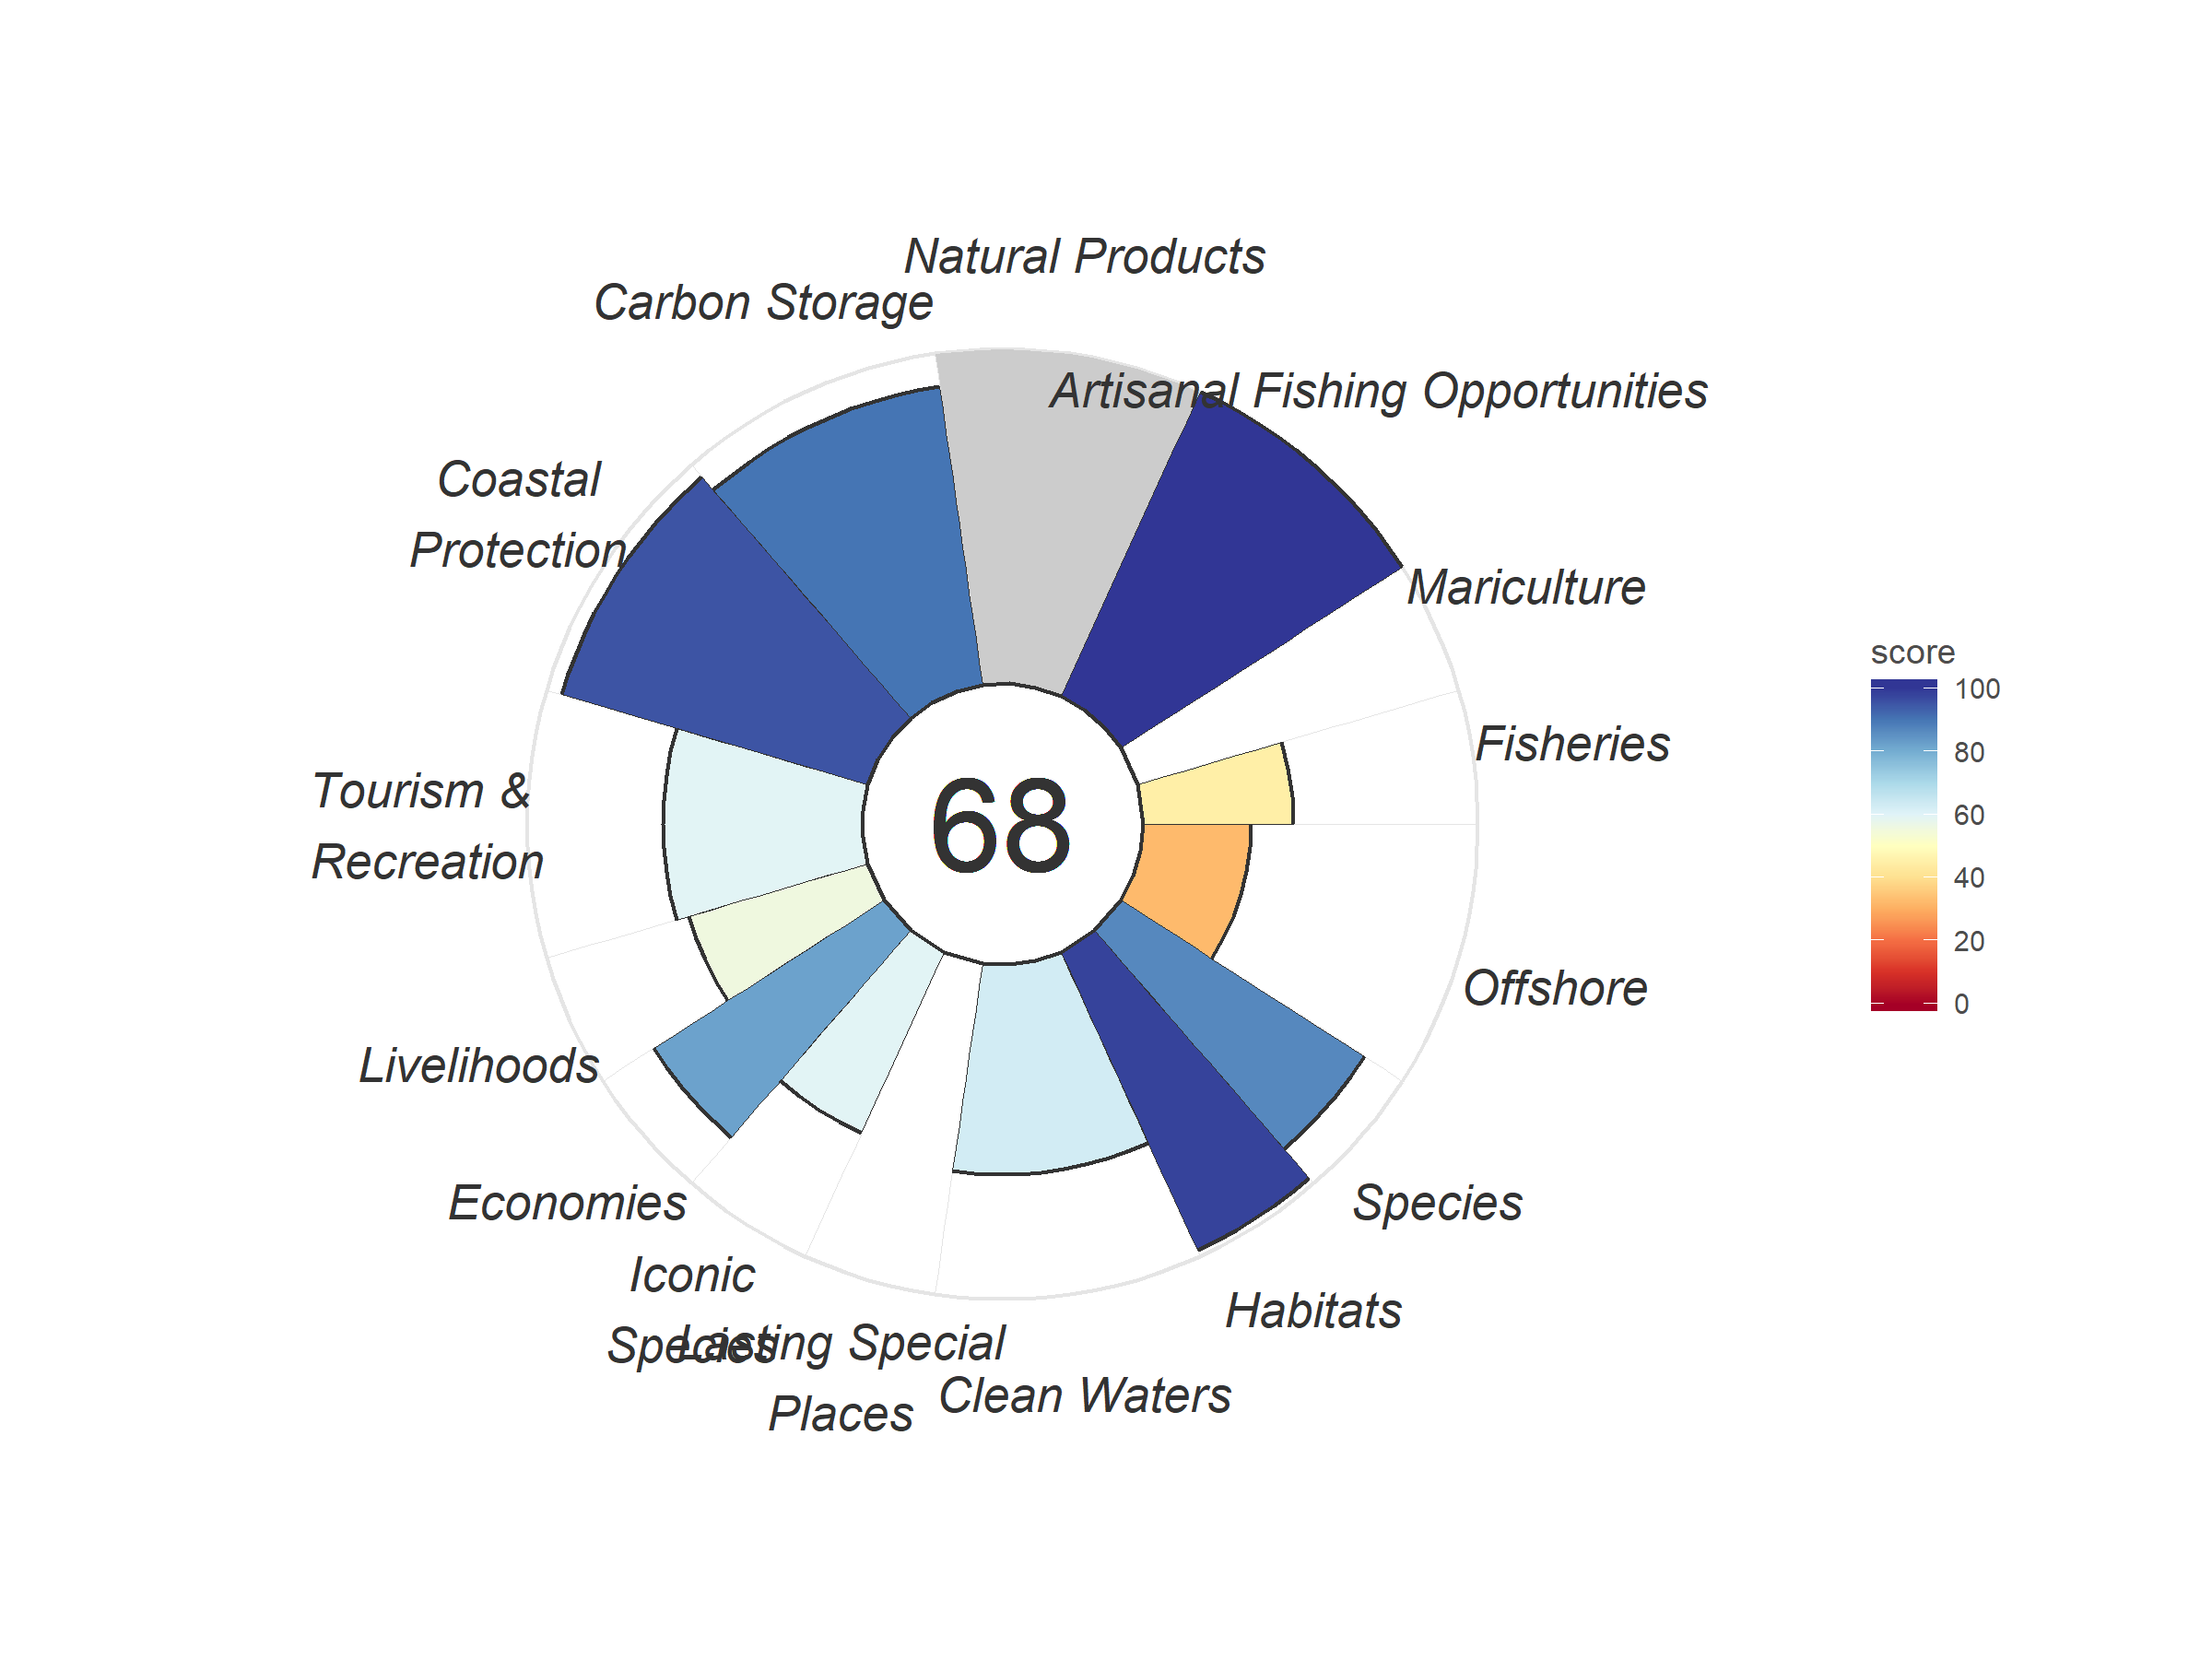 Natural Products
Carbon Storage
Artisanal Fishing Opportunities
Coastal
Protection
Mariculture
score
100
80
60
40
20
0
Fisheries
Tourism &
Recreation
68
Offshore
Livelihoods
Species
Economies
Iconic
Species
Habitats
Lasting Special
Places
Clean Waters